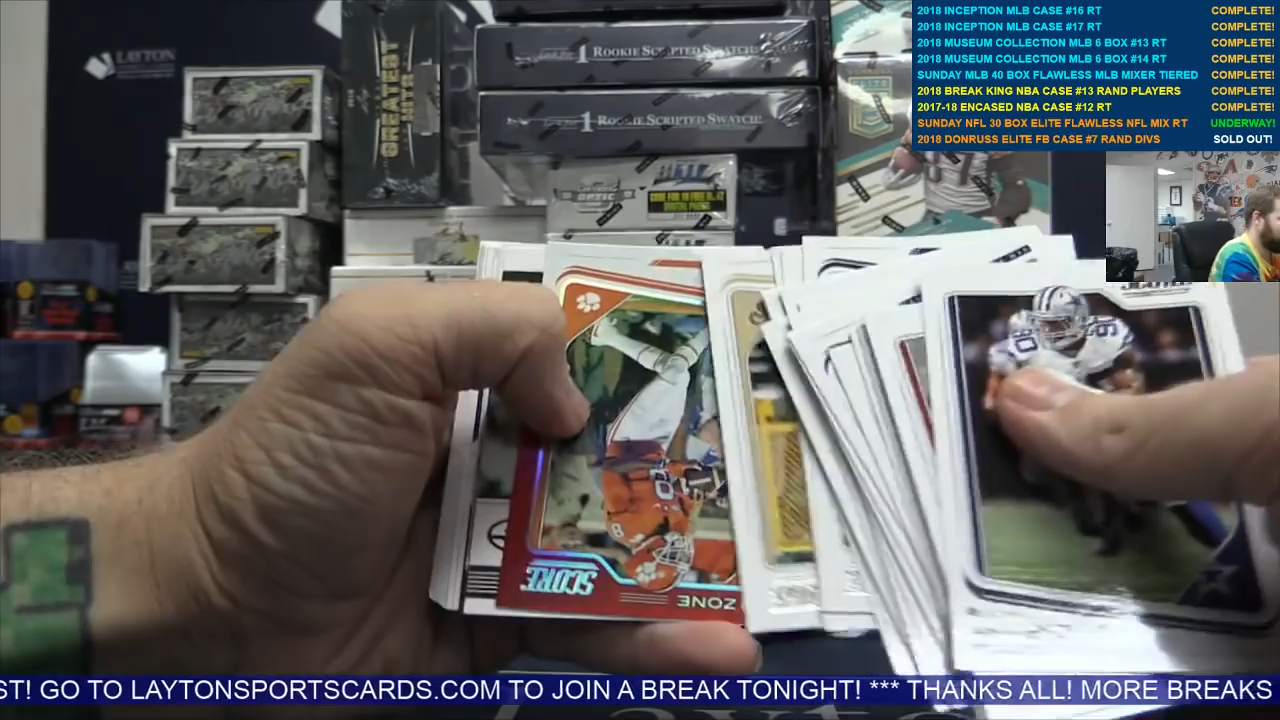 2018 INCEPTION MLB CASE #16 RT COMPLETE!
2018 INCEPTION MLB CASE #17 RT COMPLETE!
2018 MUSEUM COLLECTION MLB 6 BOX #13 RT COMPLETE!
2018 MUSEUM COLLECTION MLB 6 BOX #14 RT COMPLETE!
SUNDAY MLB 40 BOX FLAWLESS MLB MIXER TIERED COMPLETE!
2018 BREAK KING NBA CASE #13 RAND PLAYERS COMPLETE!
2017-18 ENCASED NBA CASE #12 RT COMPLETE!
SUNDAY NFL 30 BOX ELITE FLAWLESS NFL MIX RT UNDERWAY!
2018 DONRUSS ELITE FB CASE #7 RAND DIVS SOLD OUT!
LAYTON
GREATEST HITS
1 ROOKIE SCRIPTED SWATCH!
1 ROOKIE SCRIPTED SWATCH!
OPTIC
ELITE
90
8
SCORE
ZONE
ST! GO TO LAYTONSPORTSCARDS.COM TO JOIN A BREAK TONIGHT! *** THANKS ALL! MORE BREAKS